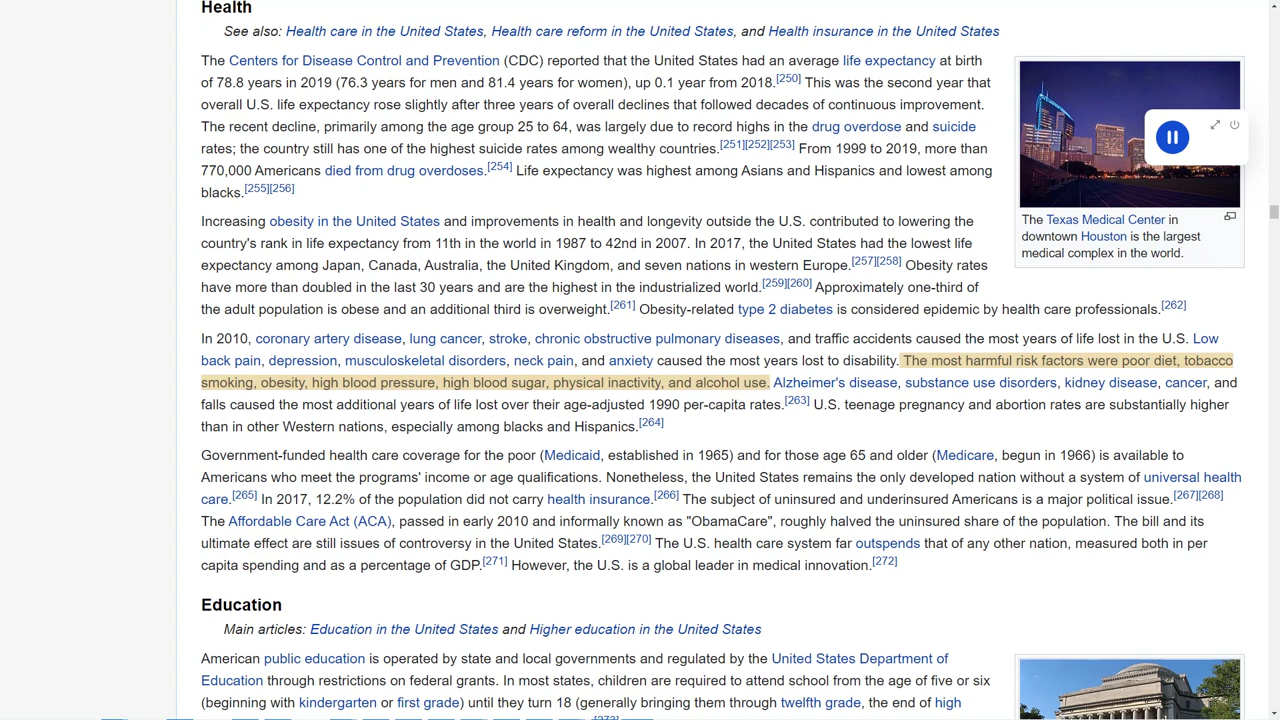 Health
See also: Health care in the United States, Health care reform in the United States, and Health insurance in the United States
The Centers for Disease Control and Prevention (CDC) reported that the United States had an average life expectancy at birth
of 78.8 years in 2019 (76.3 years for men and 81.4 years for women), up 0.1 year from 2018.[250] This was the second year that
overall U.S. life expectancy rose slightly after three years of overall declines that followed decades of continuous improvement.
The recent decline, primarily among the age group 25 to 64, was largely due to record highs in the drug overdose and suicide
rates; the country still has one of the highest suicide rates among wealthy countries.[251][252][253] From 1999 to 2019, more than
770,000 Americans died from drug overdoses.[254] Life expectancy was highest among Asians and Hispanics and lowest among
blacks.[255][256]
The Texas Medical Center in
downtown Houston is the largest
medical complex in the world.
Increasing obesity in the United States and improvements in health and longevity outside the U.S. contributed to lowering the
country's rank in life expectancy from 11th in the world in 1987 to 42nd in 2007. In 2017, the United States had the lowest life
expectancy among Japan, Canada, Australia, the United Kingdom, and seven nations in western Europe.[257][258] Obesity rates
have more than doubled in the last 30 years and are the highest in the industrialized world.[259][260] Approximately one-third of
the adult population is obese and an additional third is overweight.[261] Obesity-related type 2 diabetes is considered epidemic by health care professionals.[262]
In 2010, coronary artery disease, lung cancer, stroke, chronic obstructive pulmonary diseases, and traffic accidents caused the most years of life lost in the U.S. Low
back pain, depression, musculoskeletal disorders, neck pain, and anxiety caused the most years lost to disability. The most harmful risk factors were poor diet, tobacco
smoking, obesity, high blood pressure, high blood sugar, physical inactivity, and alcohol use. Alzheimer's disease, substance use disorders, kidney disease, cancer, and
falls caused the most additional years of life lost over their age-adjusted 1990 per-capita rates.[263] U.S. teenage pregnancy and abortion rates are substantially higher
than in other Western nations, especially among blacks and Hispanics.[264]
Government-funded health care coverage for the poor (Medicaid, established in 1965) and for those age 65 and older (Medicare, begun in 1966) is available to
Americans who meet the programs' income or age qualifications. Nonetheless, the United States remains the only developed nation without a system of universal health
care.[265] In 2017, 12.2% of the population did not carry health insurance.[266] The subject of uninsured and underinsured Americans is a major political issue.[267][268]
The Affordable Care Act (ACA), passed in early 2010 and informally known as "ObamaCare", roughly halved the uninsured share of the population. The bill and its
ultimate effect are still issues of controversy in the United States.[269][270] The U.S. health care system far outspends that of any other nation, measured both in per
capita spending and as a percentage of GDP.[271] However, the U.S. is a global leader in medical innovation.[272]
Education
Main articles: Education in the United States and Higher education in the United States
American public education is operated by state and local governments and regulated by the United States Department of
Education through restrictions on federal grants. In most states, children are required to attend school from the age of five or six
(beginning with kindergarten or first grade) until they turn 18 (generally bringing them through twelfth grade, the end of high